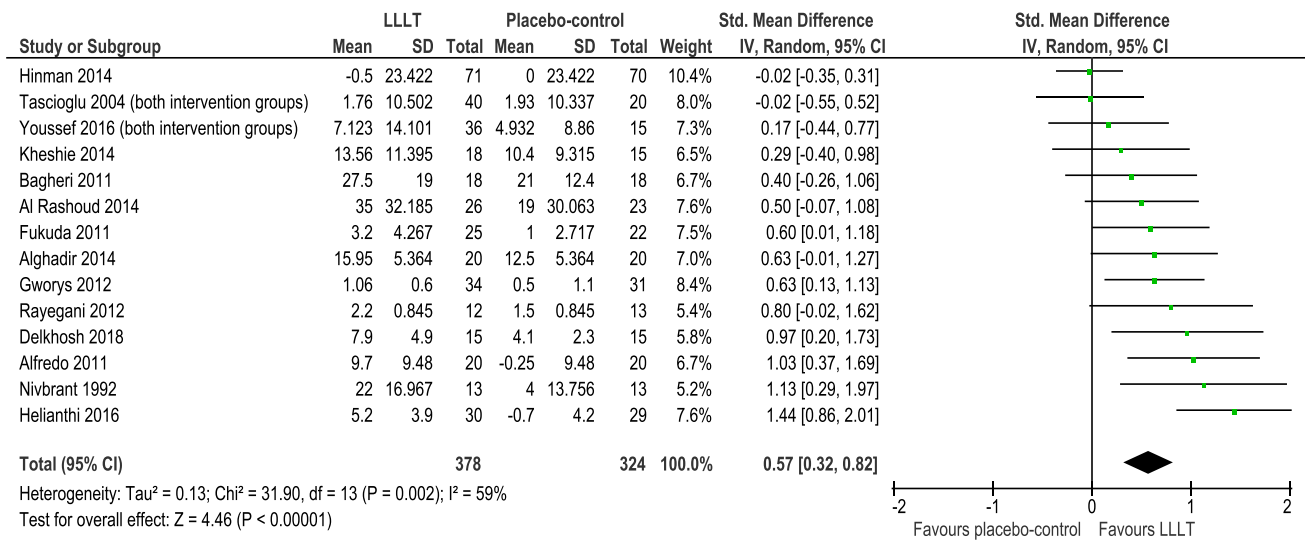 LLLT Placebo-control Std. Mean Difference Std. Mean Difference
Study or Subgroup Mean SD Total Mean SD Total Weight IV, Random, 95% CI IV, Random, 95% CI
Hinman 2014 -0.5 23.422 71 0 23.422 70 10.4% -0.02 [-0.35, 0.31]
Tascioglu 2004 (both intervention groups) 1.76 10.502 40 1.93 10.337 20 8.0% -0.02 [-0.55, 0.52]
Youssef 2016 (both intervention groups) 7.123 14.101 36 4.932 8.86 15 7.3% 0.17 [-0.44, 0.77]
Kheshie 2014 13.56 11.395 18 10.4 9.315 15 6.5% 0.29 [-0.40, 0.98]
Bagheri 2011 27.5 19 18 21 12.4 18 6.7% 0.40 [-0.26, 1.06]
Al Rashoud 2014 35 32.185 26 19 30.063 23 7.6% 0.50 [-0.07, 1.08]
Fukuda 2011 3.2 4.267 25 1 2.717 22 7.5% 0.60 [0.01, 1.18]
Alghadir 2014 15.95 5.364 20 12.5 5.364 20 7.0% 0.63 [-0.01, 1.27]
Gworys 2012 1.06 0.6 34 0.5 1.1 31 8.4% 0.63 [0.13, 1.13]
Rayegani 2012 2.2 0.845 12 1.5 0.845 13 5.4% 0.80 [-0.02, 1.62]
Delkhosh 2018 7.9 4.9 15 4.1 2.3 15 5.8% 0.97 [0.20, 1.73]
Alfredo 2011 9.7 9.48 20 -0.25 9.48 20 6.7% 1.03 [0.37, 1.69]
Nivbrant 1992 22 16.967 13 4 13.756 13 5.2% 1.13 [0.29, 1.97]
Helianthi 2016 5.2 3.9 30 -0.7 4.2 29 7.6% 1.44 [0.86, 2.01]
Total (95% CI) 378 324 100.0% 0.57 [0.32, 0.82]
Heterogeneity: Tau² = 0.13; Chi² = 31.90, df = 13 (P = 0.002); I² = 59%
Test for overall effect: Z = 4.46 (P < 0.00001)
-2 -1 0 1 2
Favours placebo-control Favours LLLT